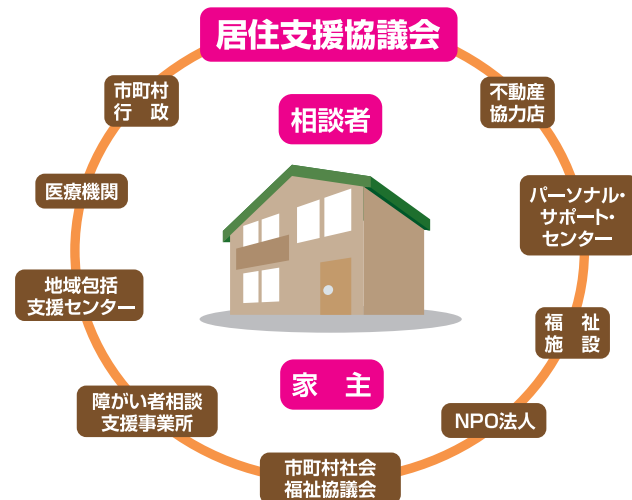 居住支援協議会
市町村
行　政
不動産
協力店
相談者
医療機関
パーソナル・
サポート・
センター
地域包括
支援センター
福　祉
施　設
家　主
障がい者相談
支援事業所
NPO法人
市町村社会
福祉協議会